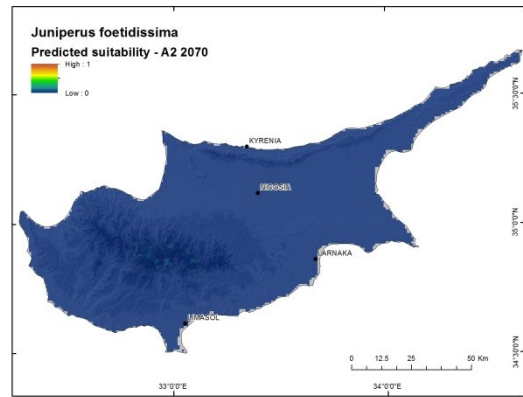 Juniperus foetidissima
Predicted suitability - A2 2070
High : 1
Low : 0
KYRENIA
NICOSIA
LARNAKA
LIMASOL
35°30'0"N
35°0'0"N
34°30'0"N
0 12.5 25 50 Km
33°0'0"E 34°0'0"E